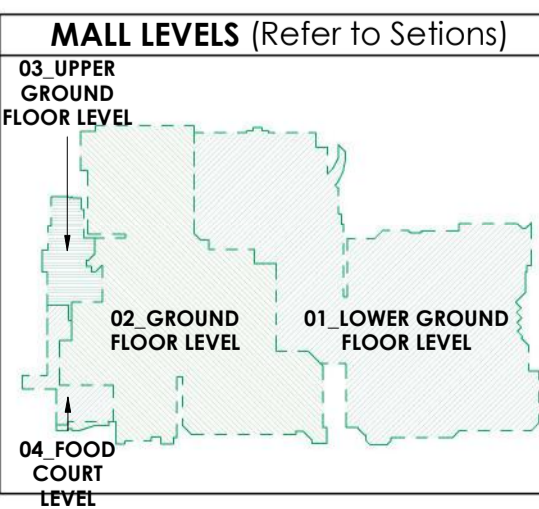 MALL LEVELS (Refer to Setions)
03_UPPER
GROUND
FLOOR LEVEL
02_GROUND
FLOOR LEVEL
01_LOWER GROUND
FLOOR LEVEL
04_FOOD
COURT
LEVEL